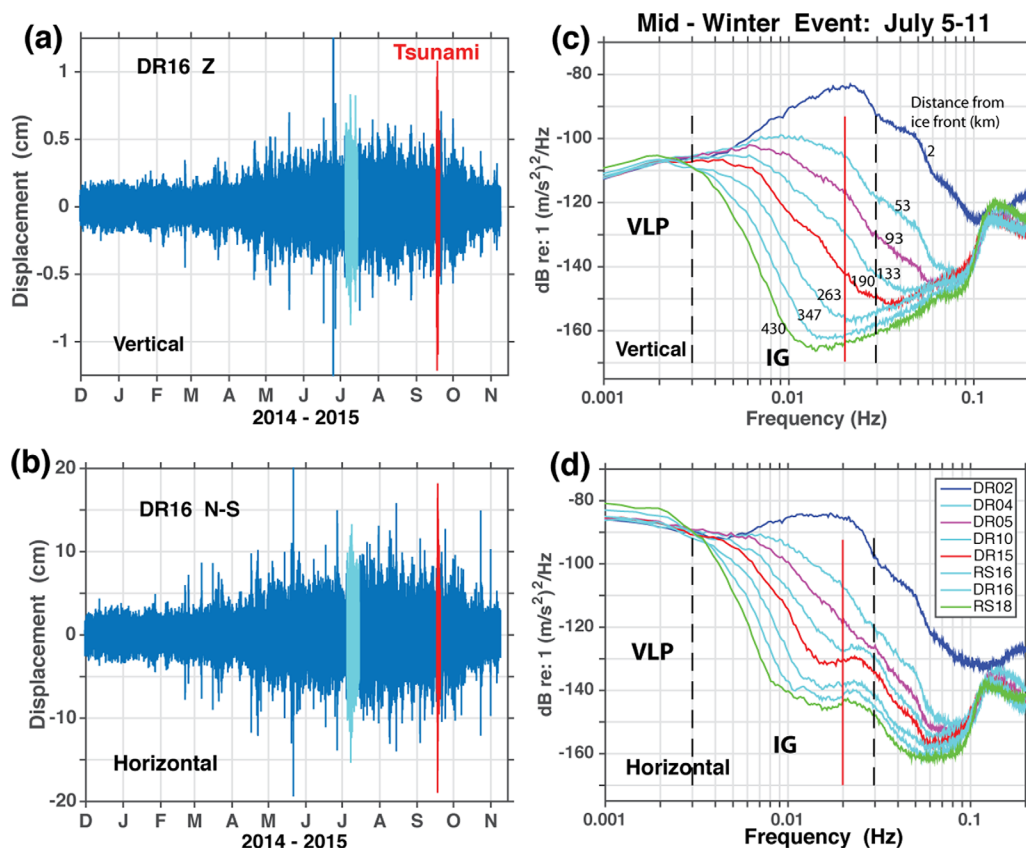 (a)
DR16 Z
Tsunami
1
0.5
0
-0.5
-1
Displacement (cm)
Vertical
D J F M A M J J A S O N
2014 - 2015
(b)
DR16 N-S
20
10
0
-10
-20
Displacement (cm)
Horizontal
D J F M A M J J A S O N
2014 - 2015
Mid - Winter Event: July 5-11
(c)
-80
-100
-120
-140
-160
dB re: 1 (m/s²)²/Hz
Distance from
ice front (km)
2
53
93
133
190
263
347
430
VLP
IG
Vertical
0.001 0.01 0.1
Frequency (Hz)
(d)
-80
-100
-120
-140
-160
dB re: 1 (m/s²)²/Hz
DR02
DR04
DR05
DR10
DR15
RS16
DR16
RS18
VLP
IG
Horizontal
0.001 0.01 0.1
Frequency (Hz)